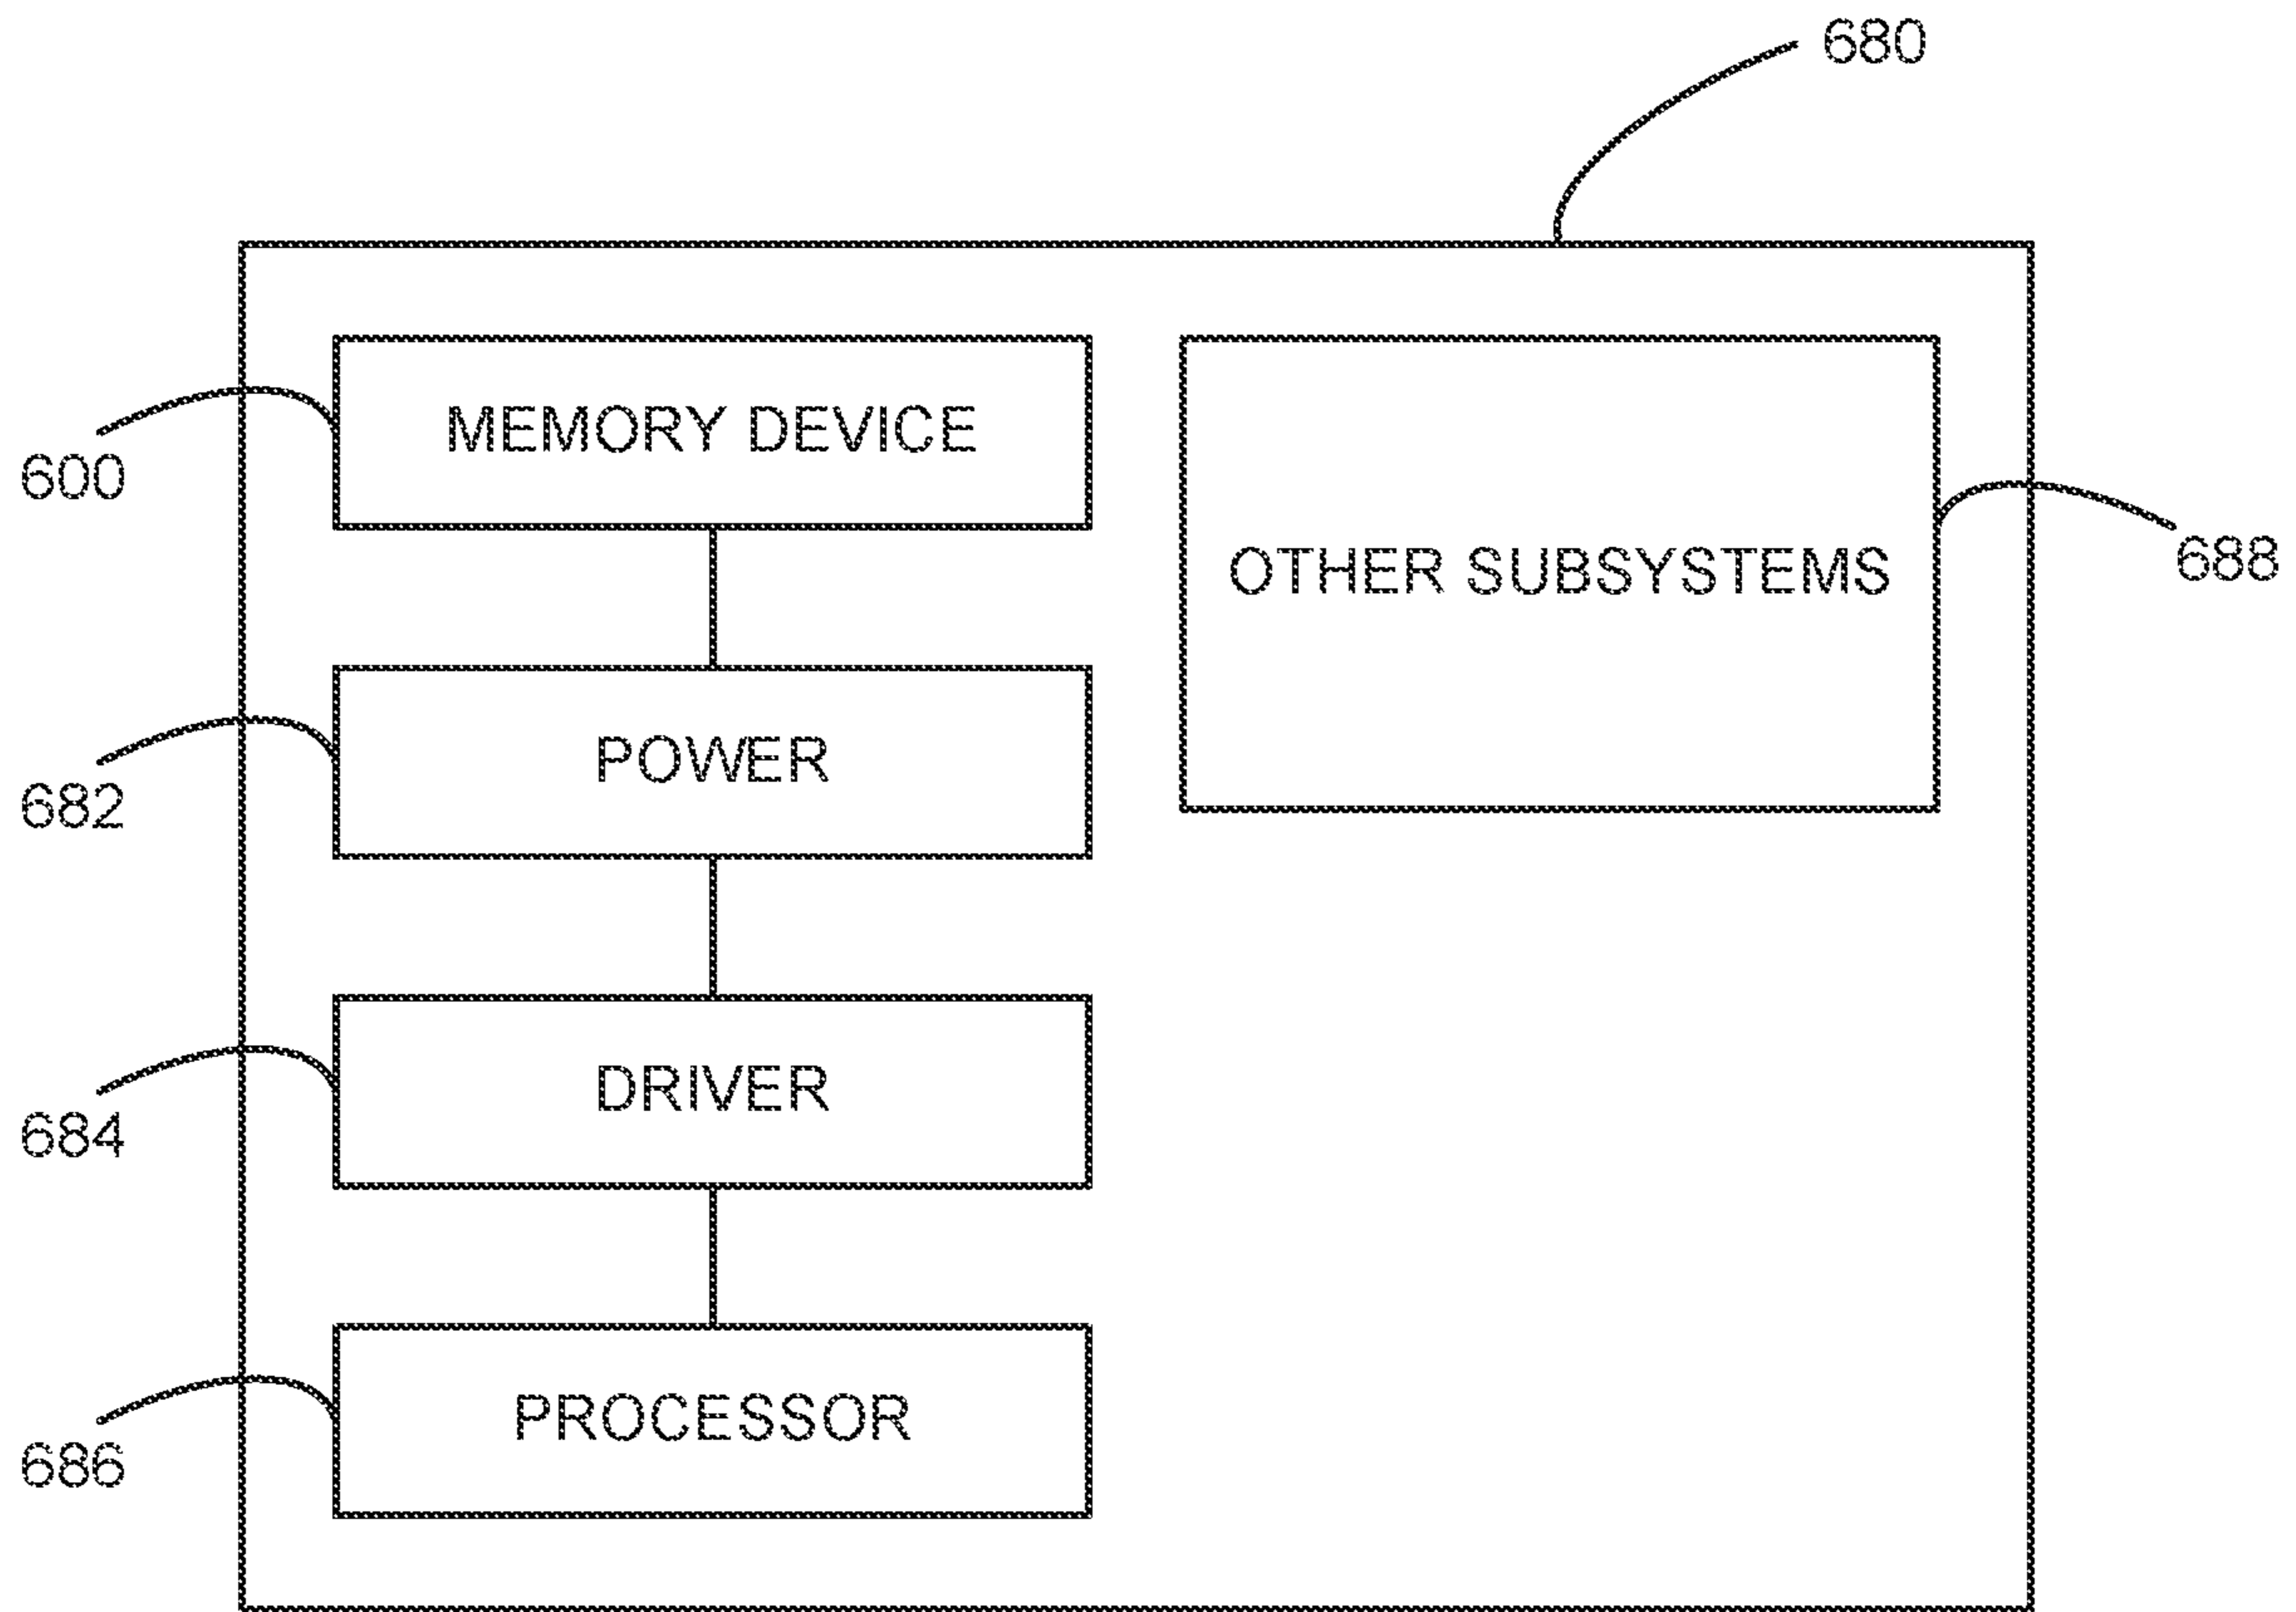 680
MEMORY DEVICE
600
OTHER SUBSYSTEMS
688
POWER
682
DRIVER
684
PROCESSOR
686